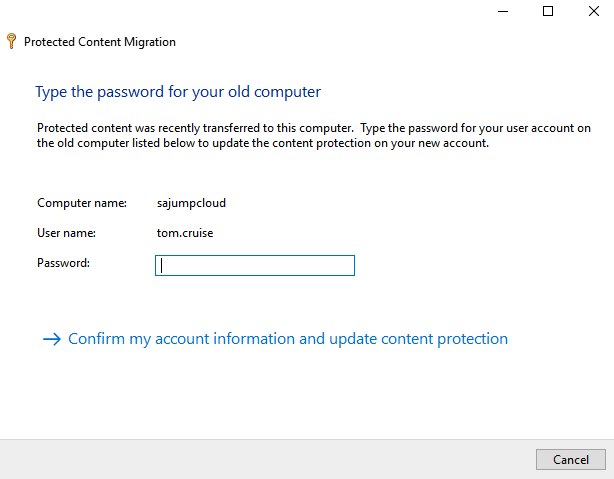 Protected Content Migration
Type the password for your old computer
Protected content was recently transferred to this computer.  Type the password for your user account on
the old computer listed below to update the content protection on your new account.
Computer name: sajumpcloud
User name: tom.cruise
Password:
Confirm my account information and update content protection
Cancel